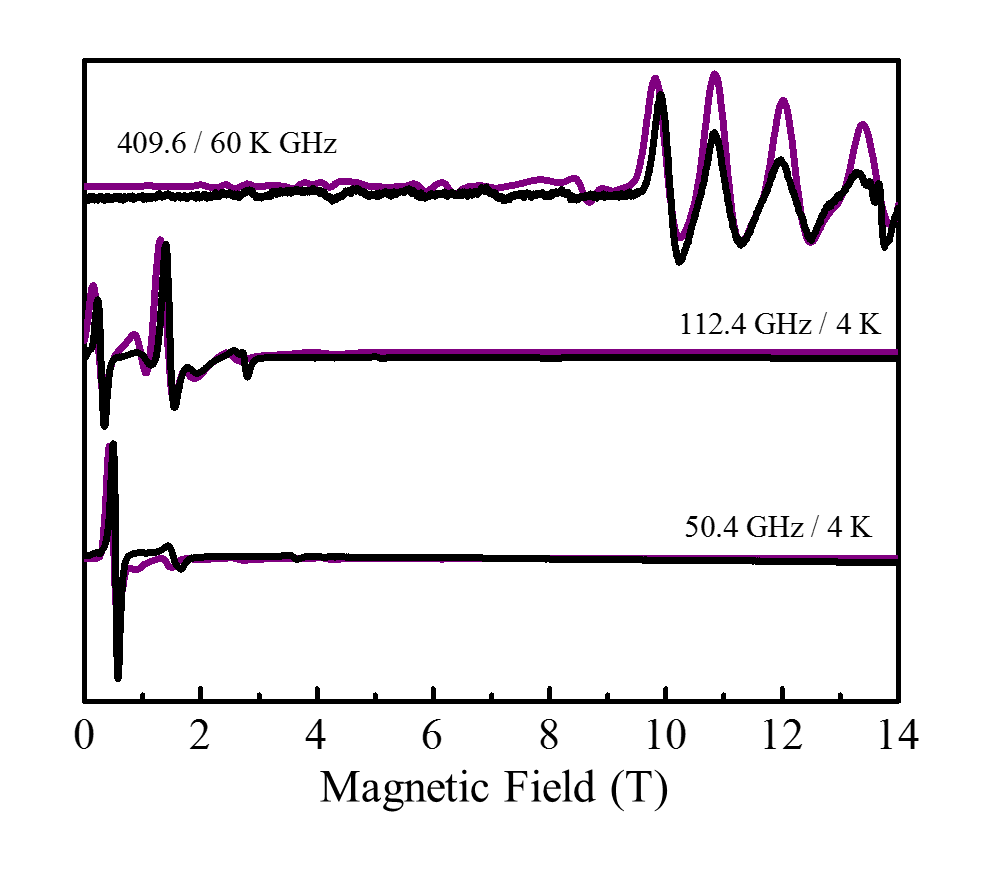 409.6 / 60 K GHz
112.4 GHz / 4 K
50.4 GHz / 4 K
0 2 4 6 8 10 12 14
Magnetic Field (T)